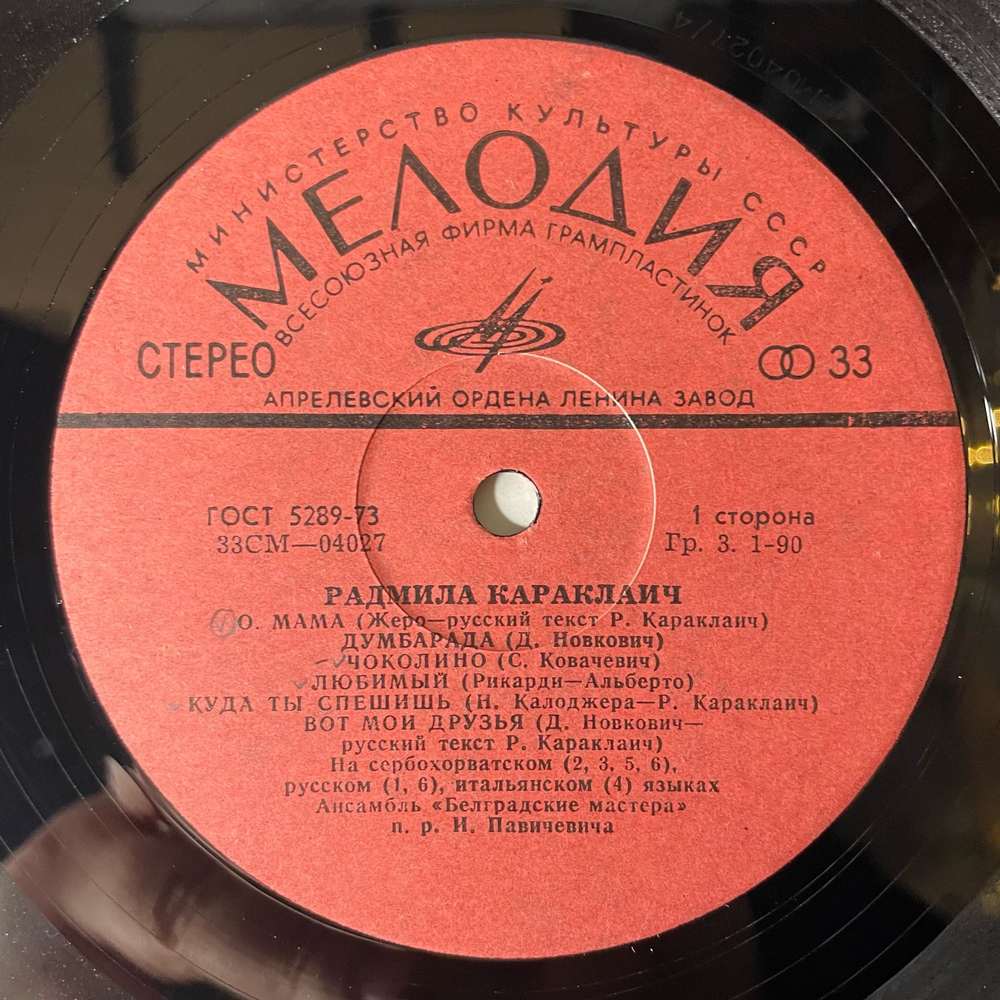 МИНИСТЕРСТВО КУЛЬТУРЫ СССР
МЕЛОДИЯ
ВСЕСОЮЗНАЯ ФИРМА ГРАМПЛАСТИНОК
СТЕРЕО 33
АПРЕЛЕВСКИЙ ОРДЕНА ЛЕНИНА ЗАВОД
ГОСТ 5289-73 1 сторона
33СМ—04027 Гр. 3. 1-90
РАДМИЛА КАРАКЛАИЧ
О. МАМА (Жеро—русский текст Р. Караклаич)
ДУМБАРАДА (Д. Новкович)
ЧОКОЛИНО (С. Ковачевич)
ЛЮБИМЫЙ (Рикарди—Альберто)
КУДА ТЫ СПЕШИШЬ (Н. Калоджера—Р. Караклаич)
ВОТ МОИ ДРУЗЬЯ (Д. Новкович—
русский текст Р. Караклаич)
На сербохорватском (2, 3, 5, 6),
русском (1, 6), итальянском (4) языках
Ансамбль «Белградские мастера»
п. р. И. Павичевича